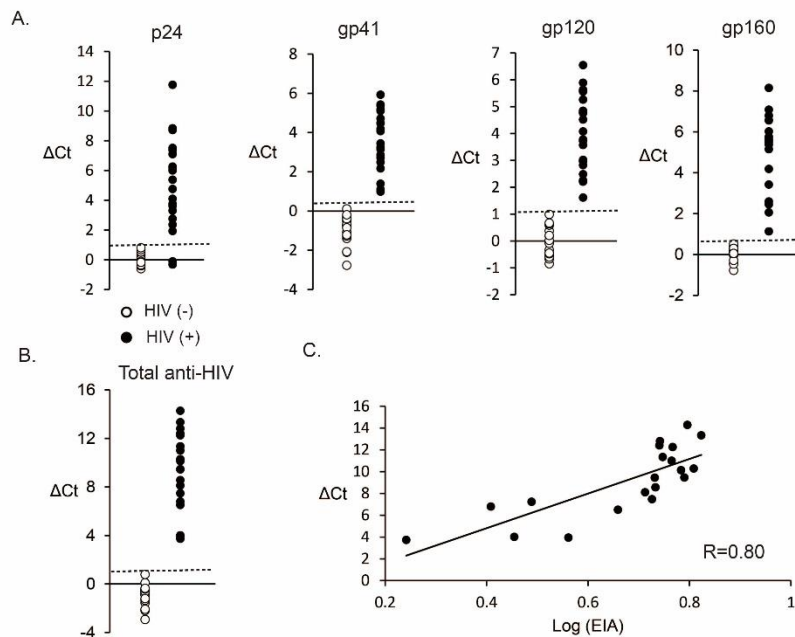 A.
p24
gp41
gp120
gp160
ΔCt
14
12
10
8
6
4
2
0
-2
ΔCt
8
6
4
2
0
-2
-4
ΔCt
7
6
5
4
3
2
1
0
-1
-2
ΔCt
10
8
6
4
2
0
-2
HIV (-)
HIV (+)
B.
Total anti-HIV
ΔCt
16
12
8
4
0
-4
C.
ΔCt
16
14
12
10
8
6
4
2
0
R=0.80
0.2 0.4 0.6 0.8 1
Log (EIA)